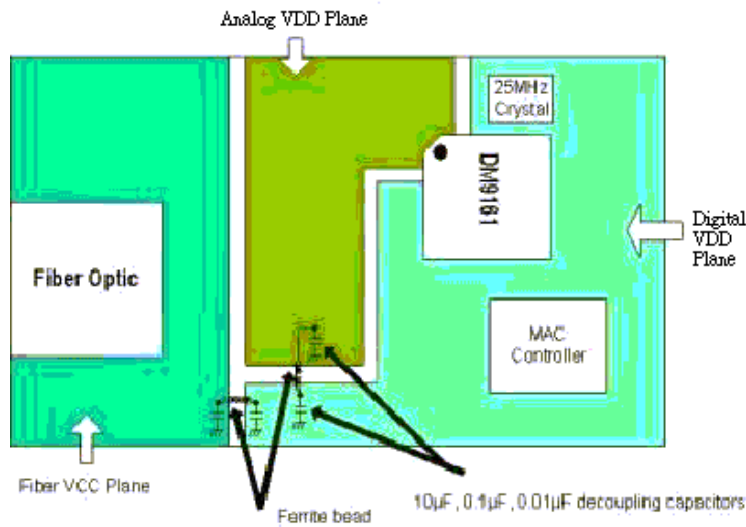 Analog VDD Plane
25MHz
Crystal
DM9161
Digital
VDD
Plane
Fiber Optic
MAC
Controller
Fiber VCC Plane
Ferrite bead
10µF, 0.1µF, 0.01µF decoupling capacitors